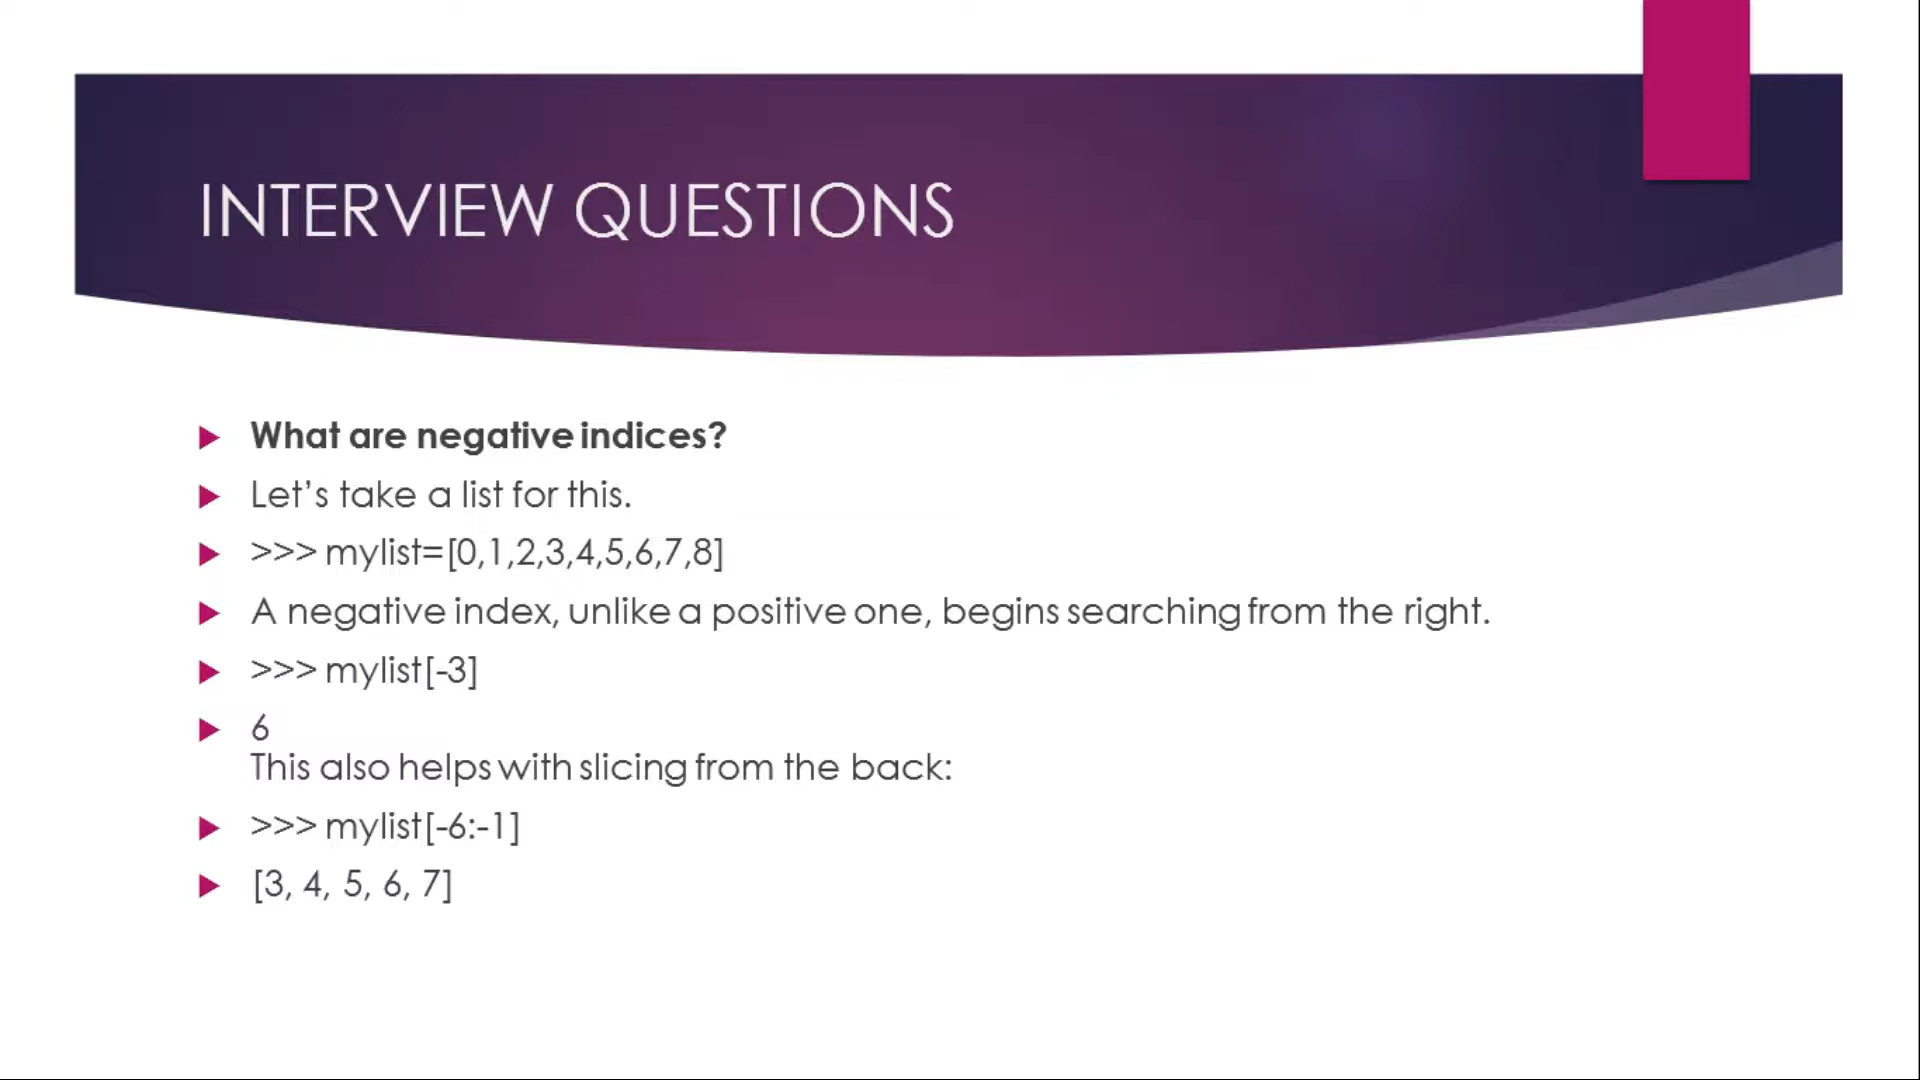 INTERVIEW QUESTIONS
What are negative indices?
Let’s take a list for this.
>>> mylist=[0,1,2,3,4,5,6,7,8]
A negative index, unlike a positive one, begins searching from the right.
>>> mylist[-3]
6
This also helps with slicing from the back:
>>> mylist[-6:-1]
[3, 4, 5, 6, 7]